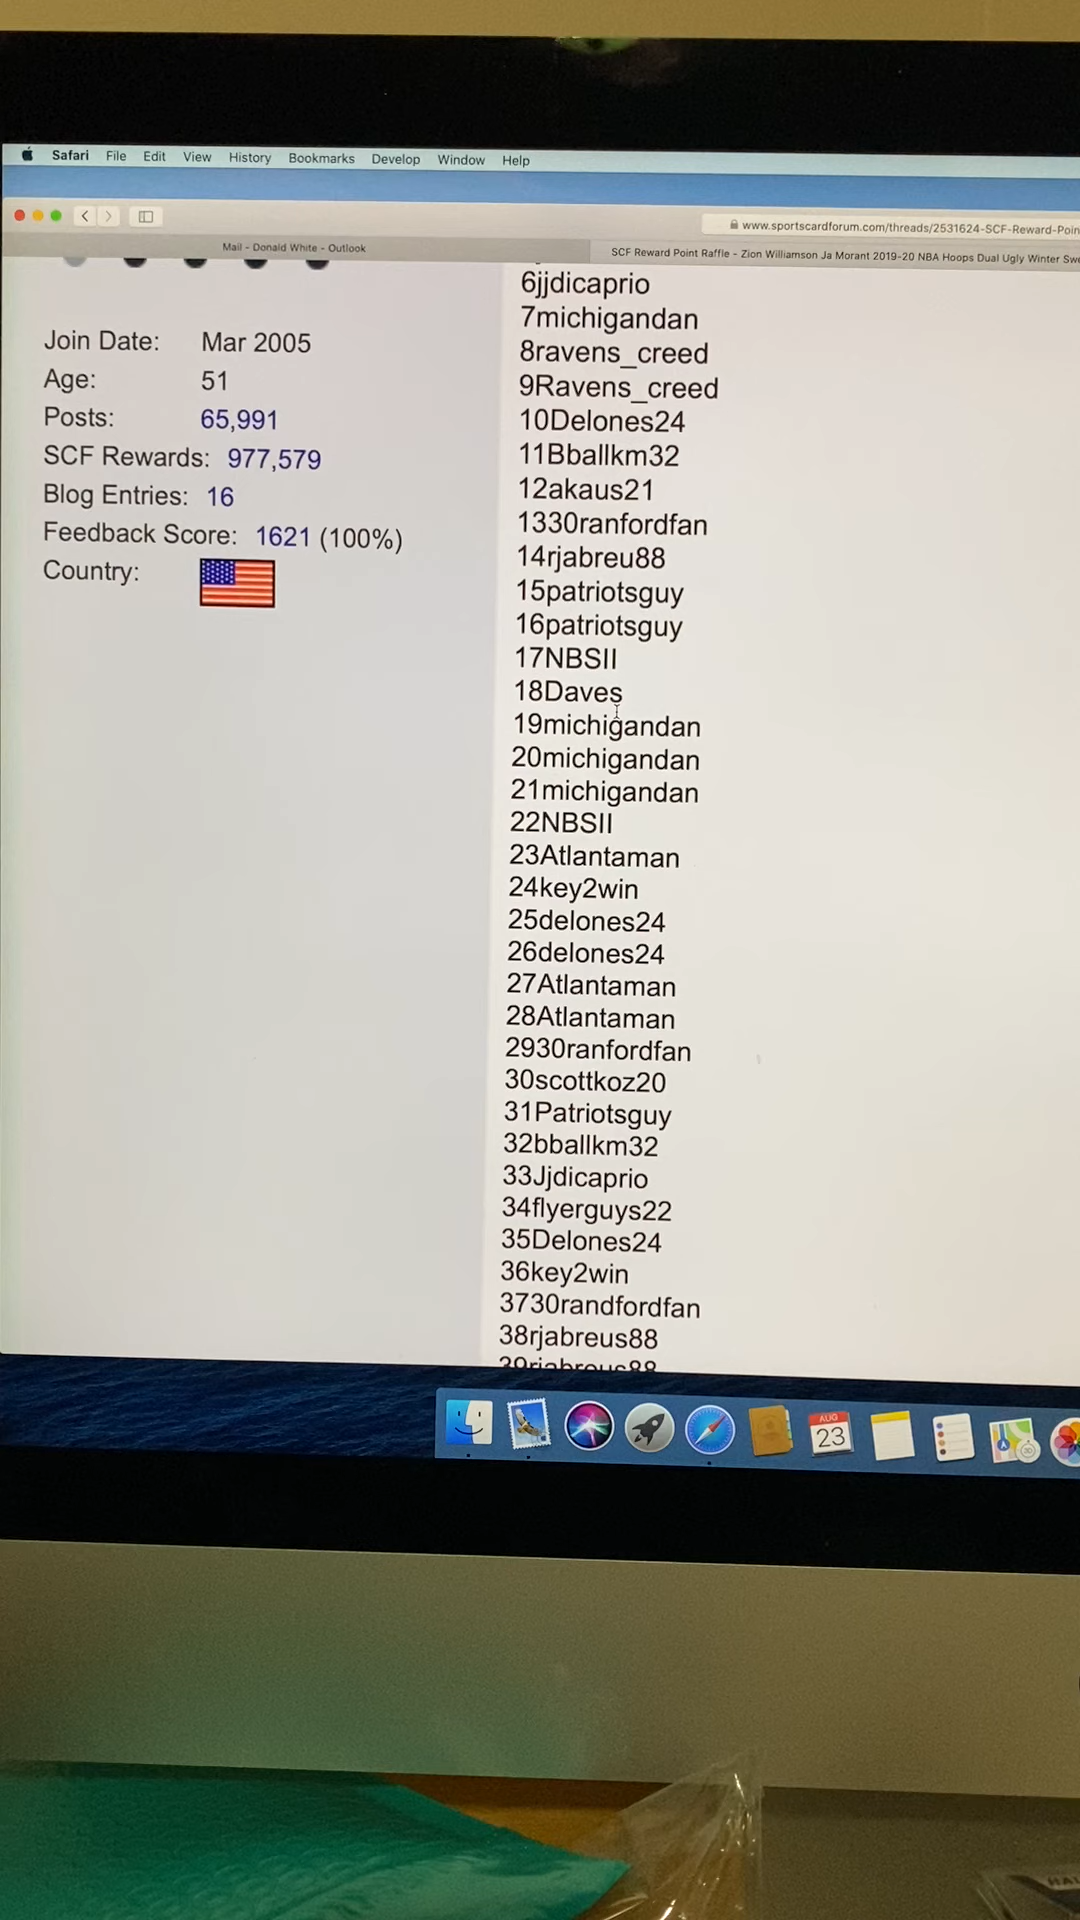 Safari File Edit View History Bookmarks Develop Window Help
www.sportscardforum.com/threads/2531624-SCF-Reward-Poin
Mail - Donald White - Outlook
SCF Reward Point Raffle - Zion Williamson Ja Morant 2019-20 NBA Hoops Dual Ugly Winter Swe
Join Date: Mar 2005
Age: 51
Posts: 65,991
SCF Rewards: 977,579
Blog Entries: 16
Feedback Score: 1621 (100%)
Country:
6jjdicaprio
7michigandan
8ravens_creed
9Ravens_creed
10Delones24
11Bballkm32
12akaus21
1330ranfordfan
14rjabreu88
15patriotsguy
16patriotsguy
17NBSII
18Daves
19michigandan
20michigandan
21michigandan
22NBSII
23Atlantaman
24key2win
25delones24
26delones24
27Atlantaman
28Atlantaman
2930ranfordfan
30scottkoz20
31Patriotsguy
32bballkm32
33Jjdicaprio
34flyerguys22
35Delones24
36key2win
3730randfordfan
38rjabreus88
39rjabreus88
AUG
23